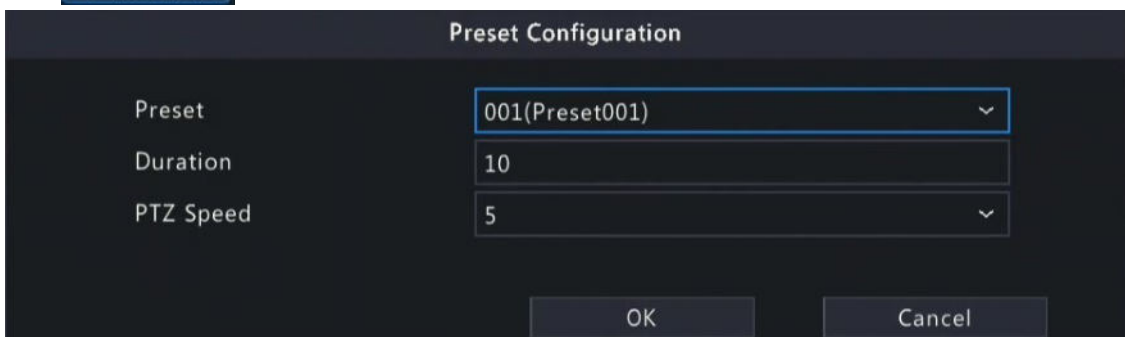 Preset Configuration
Preset 001(Preset001)
Duration 10
PTZ Speed 5
OK Cancel